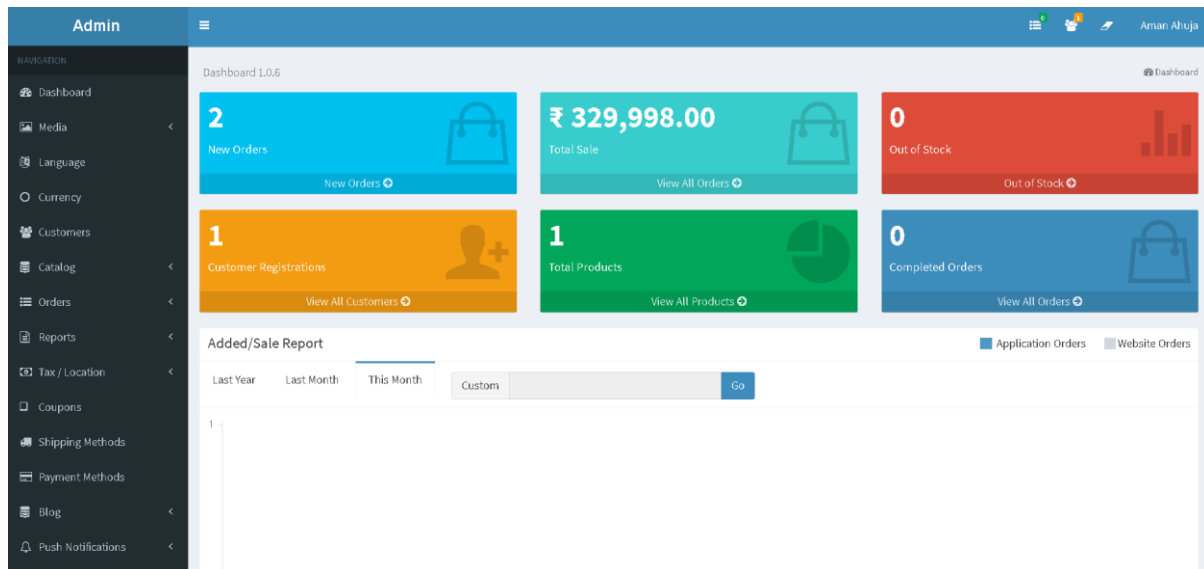 Admin
0
1
Aman Ahuja
NAVIGATION
Dashboard
Media
Language
Currency
Customers
Catalog
Orders
Reports
Tax / Location
Coupons
Shipping Methods
Payment Methods
Blog
Push Notifications
Dashboard 1.0.6
Dashboard
2
New Orders
New Orders
₹ 329,998.00
Total Sale
View All Orders
0
Out of Stock
Out of Stock
1
Customer Registrations
View All Customers
1
Total Products
View All Products
0
Completed Orders
View All Orders
Added/Sale Report
Application Orders
Website Orders
Last Year
Last Month
This Month
Custom
Go
1